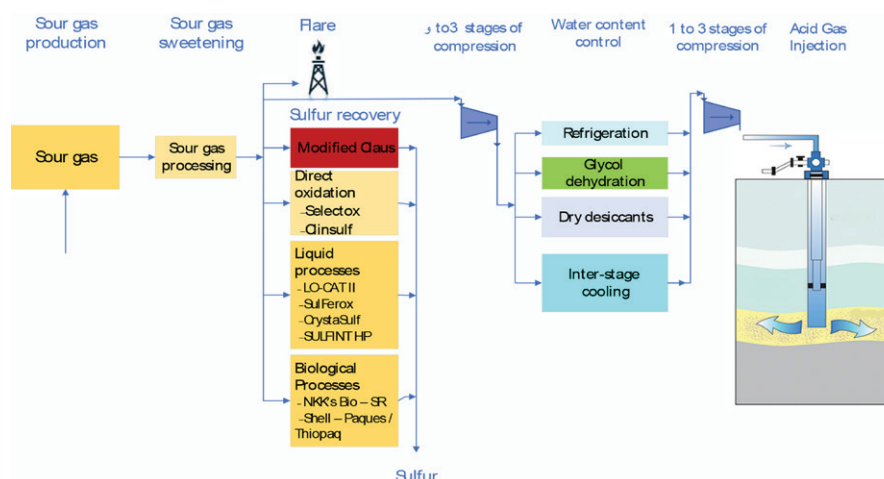 Sour gas
production
Sour gas
sweetening
Flare
و to3 stages of
compression
Water content
control
1 to 3 stages of
compression
Acid Gas
Injection
Sour gas
Sour gas
processing
Sulfur recovery
Modified Claus
Direct
oxidation
-Selectox
-Clinsulf
Liquid
processes
-LO-CAT II
-SulFerox
-CrystaSulf
-SULFINT HP
Biological
Processes
-NKK's Bio – SR
-Shell – Paques /
Thiopaq
Sulfur
Refrigeration
Glycol
dehydration
Dry desiccants
Inter-stage
cooling